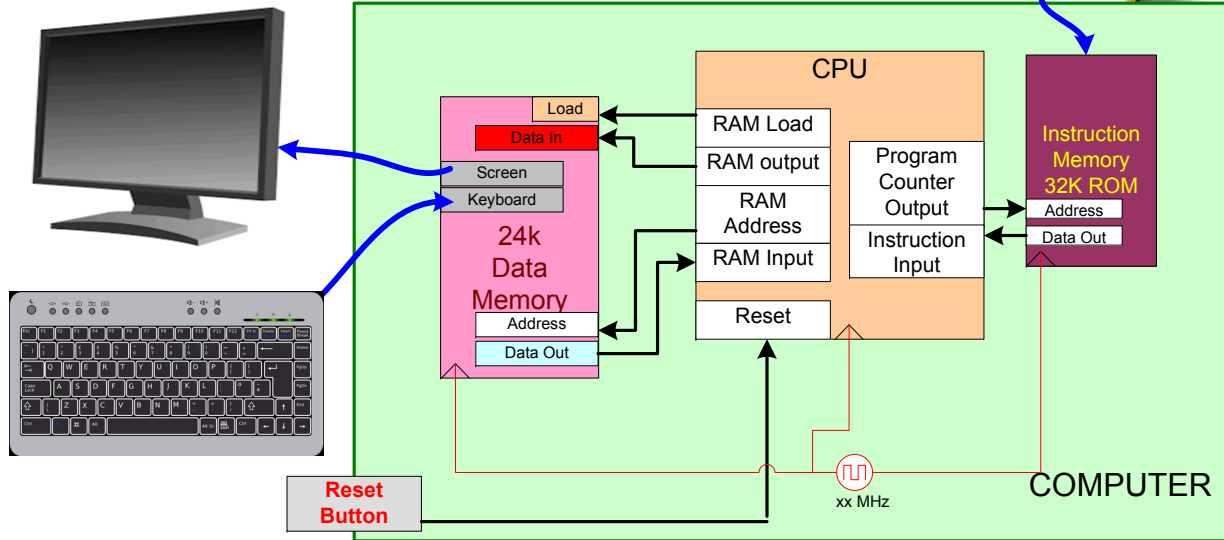 CPU
Load
Data In
Screen
Keyboard
24k
Data
Memory
Address
Data Out
RAM Load
RAM output
RAM
Address
RAM Input
Reset
Program
Counter
Output
Instruction
Input
Instruction
Memory
32K ROM
Address
Data Out
Reset
Button
xx MHz
COMPUTER
Q W E R T Y U I O P
A S D F G H J K L
Z X C V B N M